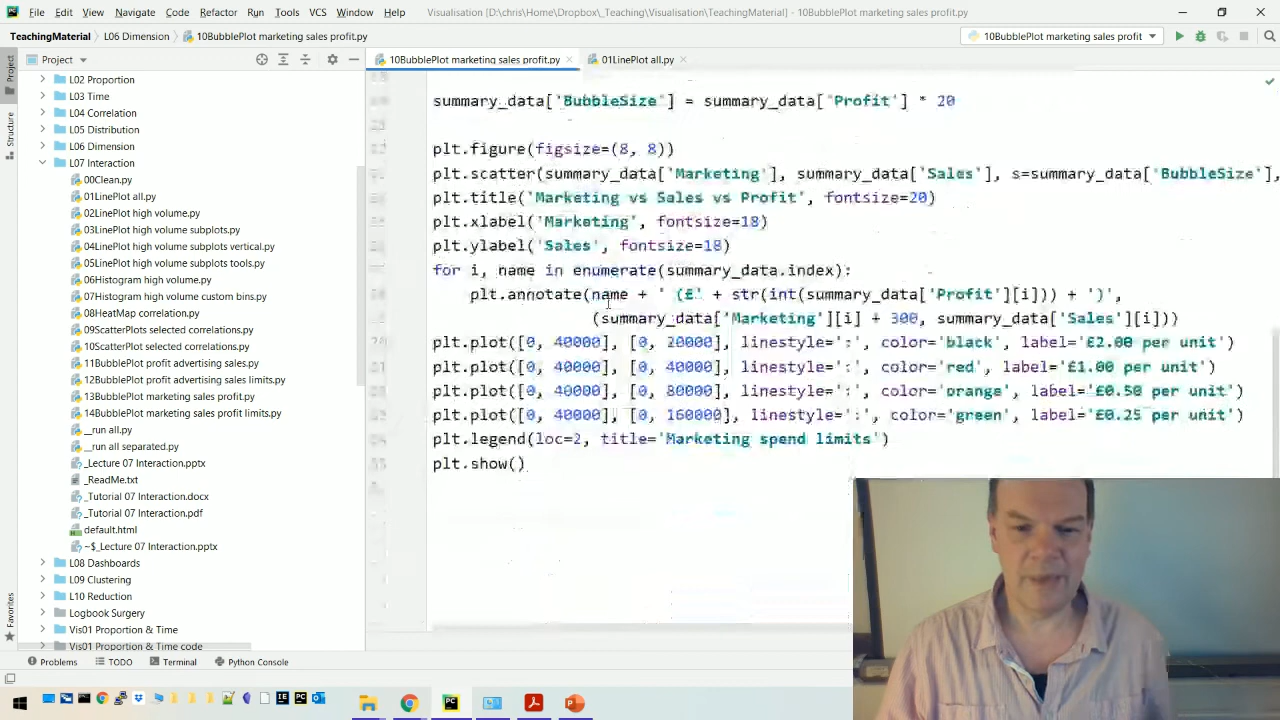 File Edit View Navigate Code Refactor Run Tools VCS Window Help Visualisation [D:\chris\Home\Dropbox\_Teaching\Visualisation\TeachingMaterial] - 10BubblePlot marketing sales profit.py
TeachingMaterial L06 Dimension 10BubblePlot marketing sales profit.py 10BubblePlot marketing sales profit
Project 10BubblePlot marketing sales profit.py 01LinePlot all.py
Project
Structure
Favorites
L02 Proportion
L03 Time
L04 Correlation
L05 Distribution
L06 Dimension
L07 Interaction
00Clean.py
01LinePlot all.py
02LinePlot high volume.py
03LinePlot high volume subplots.py
04LinePlot high volume subplots vertical.py
05LinePlot high volume subplots tools.py
06Histogram high volume.py
07Histogram high volume custom bins.py
08HeatMap correlation.py
09ScatterPlots selected correlations.py
10ScatterPlot selected correlations.py
11BubblePlot profit advertising sales.py
12BubblePlot profit advertising sales limits.py
13BubblePlot marketing sales profit.py
14BubblePlot marketing sales profit limits.py
__run all.py
__run all separated.py
_Lecture 07 Interaction.pptx
_ReadMe.txt
_Tutorial 07 Interaction.docx
_Tutorial 07 Interaction.pdf
default.html
~$_Lecture 07 Interaction.pptx
L08 Dashboards
L09 Clustering
L10 Reduction
Logbook Surgery
Vis01 Proportion & Time
Vis01 Proportion & Time code
summary_data['BubbleSize'] = summary_data['Profit'] * 20
plt.figure(figsize=(8, 8))
plt.scatter(summary_data['Marketing'], summary_data['Sales'], s=summary_data['BubbleSize'],
plt.title('Marketing vs Sales vs Profit', fontsize=20)
plt.xlabel('Marketing', fontsize=18)
plt.ylabel('Sales', fontsize=18)
for i, name in enumerate(summary_data.index):
plt.annotate(name + ' (£' + str(int(summary_data['Profit'][i])) + ')',
(summary_data['Marketing'][i] + 300, summary_data['Sales'][i]))
plt.plot([0, 40000], [0, 20000], linestyle=':', color='black', label='£2.00 per unit')
plt.plot([0, 40000], [0, 40000], linestyle=':', color='red', label='£1.00 per unit')
plt.plot([0, 40000], [0, 80000], linestyle=':', color='orange', label='£0.50 per unit')
plt.plot([0, 40000], [0, 160000], linestyle=':', color='green', label='£0.25 per unit')
plt.legend(loc=2, title='Marketing spend limits')
plt.show()
Problems TODO Terminal Python Console